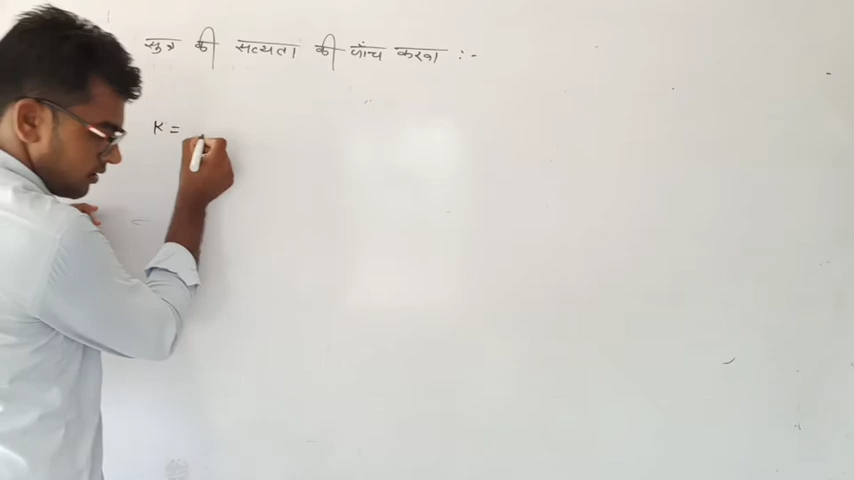 सुत्र की सत्यता की जांच करना :-
K =